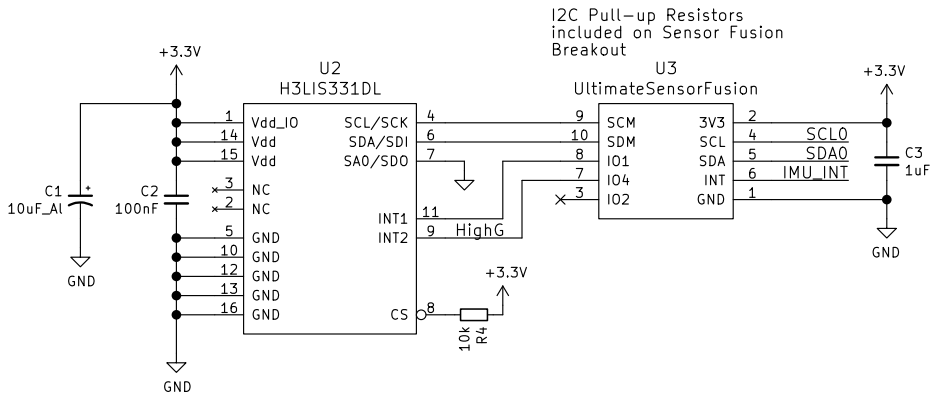 I2C Pull-up Resistors
included on Sensor Fusion
Breakout
+3.3V
U2
H3LIS331DL
U3
UltimateSensorFusion
+3.3V
1 Vdd_IO SCL/SCK 4
14 Vdd SDA/SDI 6
15 Vdd SA0/SDO 7
3 NC
2 NC
INT1 11
5 GND INT2 9 HighG
10 GND
12 GND
13 GND
16 GND CS 8
9 SCM 3V3 2
10 SDM SCL 4 SCL0
8 IO1 SDA 5 SDA0
7 IO4 INT 6 IMU_INT
3 IO2 GND 1
C1
10uF_Al
+
C2
100nF
C3
1uF
GND
GND
GND
+3.3V
10k
R4